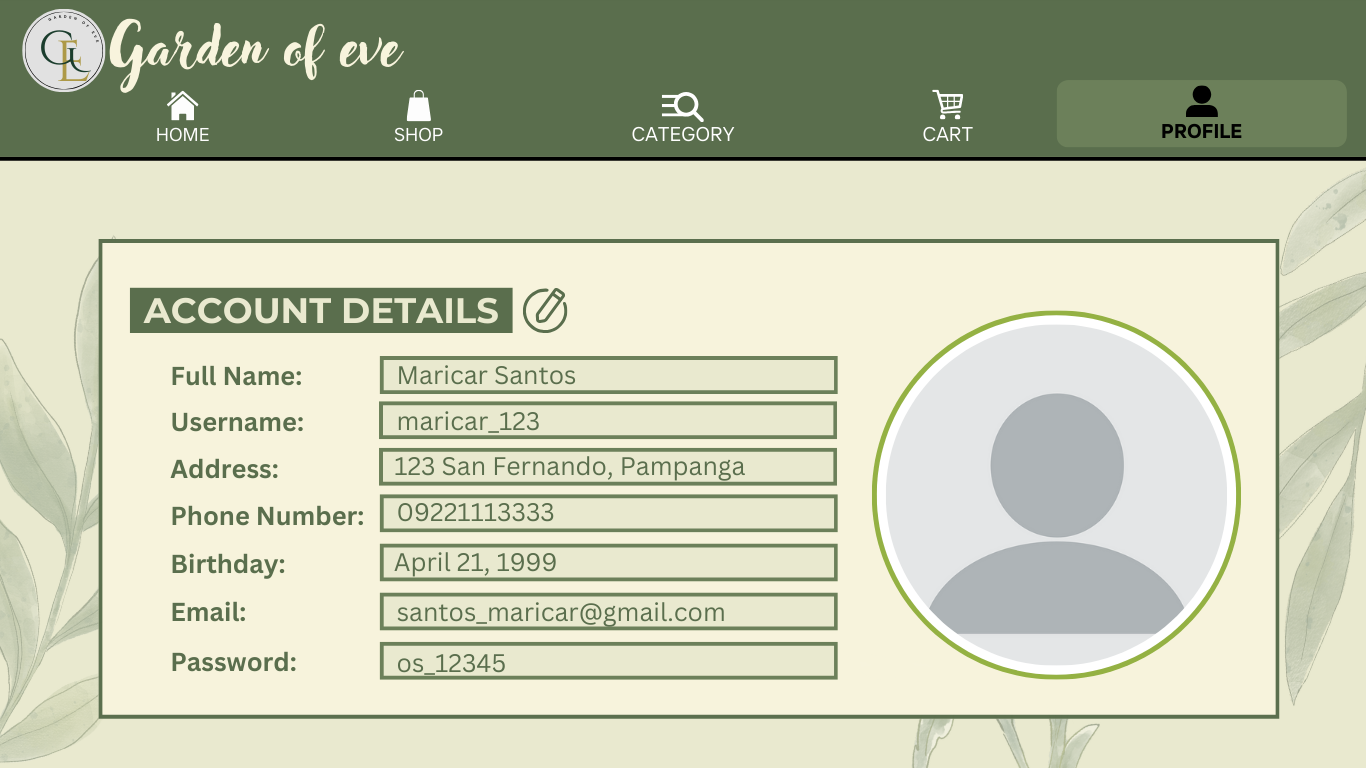 GARDEN OF EVE
GE
Garden of eve
HOME
SHOP
CATEGORY
CART
PROFILE
ACCOUNT DETAILS
Full Name: Maricar Santos
Username: maricar_123
Address: 123 San Fernando, Pampanga
Phone Number: 09221113333
Birthday: April 21, 1999
Email: santos_maricar@gmail.com
Password: os_12345